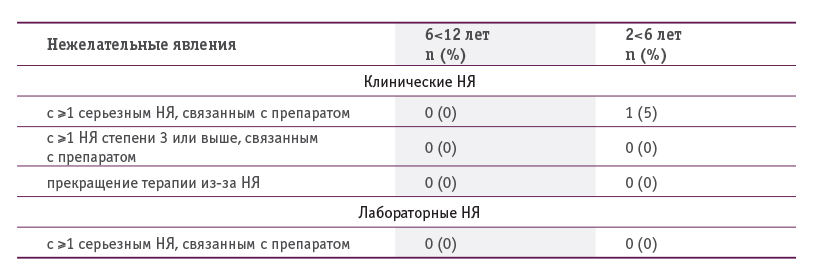 Нежелательные явления 6<12 лет 2<6 лет
n (%) n (%)
Клинические НЯ
с ⩾1 серьезным НЯ, связанным с препаратом 0 (0) 1 (5)
с ⩾1 НЯ степени 3 или выше, связанным
с препаратом 0 (0) 0 (0)
прекращение терапии из-за НЯ 0 (0) 0 (0)
Лабораторные НЯ
с ⩾1 серьезным НЯ, связанным с препаратом 0 (0) 0 (0)